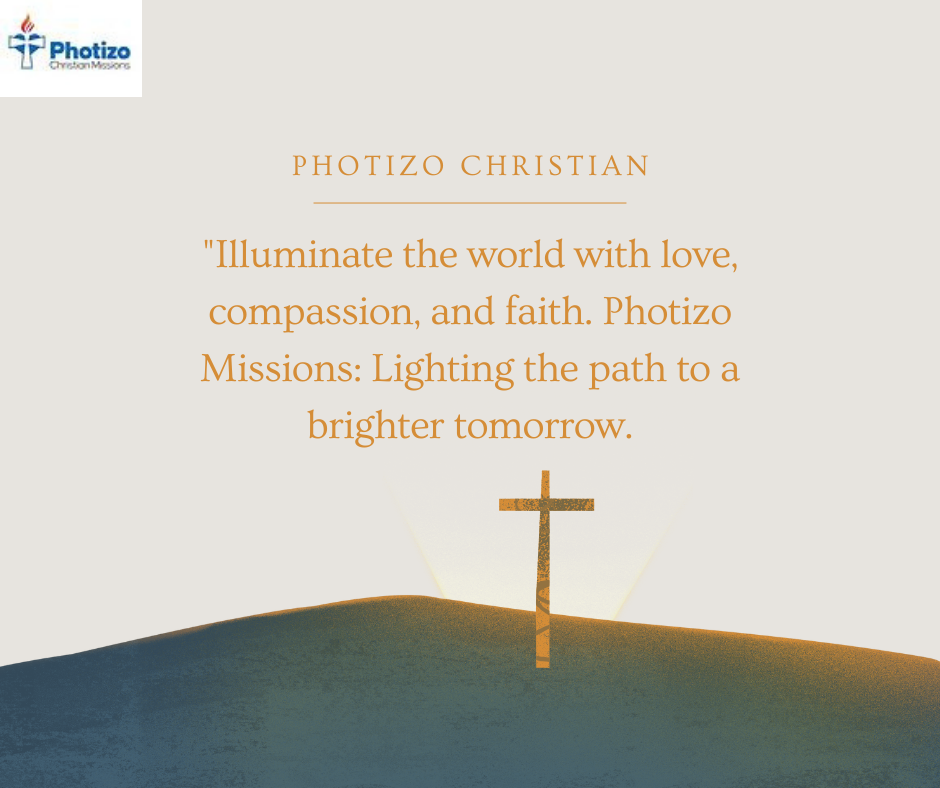 Photizo
Christian Missions
PHOTIZO CHRISTIAN
"Illuminate the world with love,
compassion, and faith. Photizo
Missions: Lighting the path to a
brighter tomorrow.